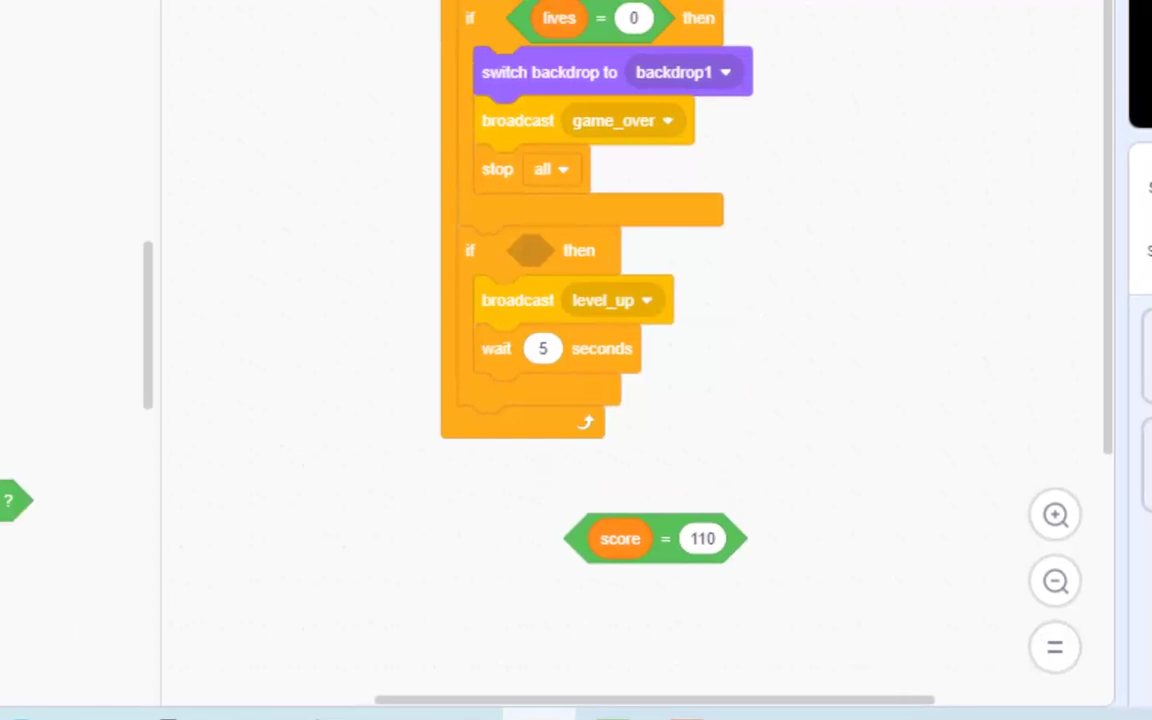 if lives = 0 then
switch backdrop to backdrop1
broadcast game_over
stop all
if then
broadcast level_up
wait 5 seconds
?
score = 110